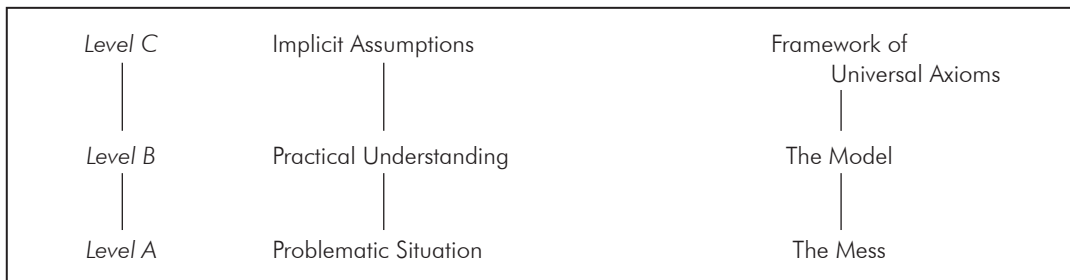 Level C Implicit Assumptions Framework of
Universal Axioms
Level B Practical Understanding The Model
Level A Problematic Situation The Mess